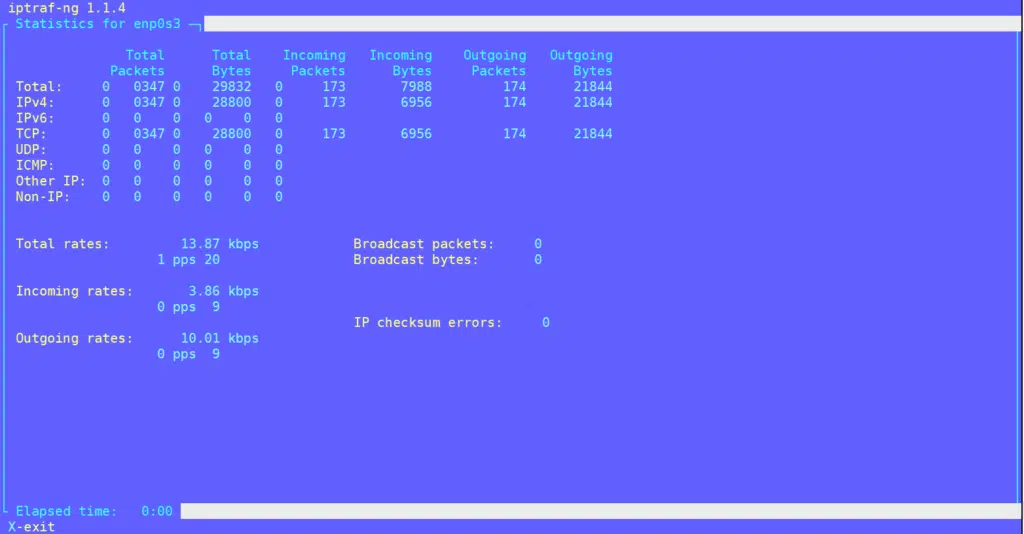 iptraf-ng 1.1.4
Statistics for enp0s3
Total Total Incoming Incoming Outgoing Outgoing
Packets Bytes Packets Bytes Packets Bytes
Total: 0 0347 0 29832 0 173 7988 174 21844
IPv4: 0 0347 0 28800 0 173 6956 174 21844
IPv6: 0 0 0 0 0 0
TCP: 0 0347 0 28800 0 173 6956 174 21844
UDP: 0 0 0 0 0 0
ICMP: 0 0 0 0 0 0
Other IP: 0 0 0 0 0 0
Non-IP: 0 0 0 0 0 0
Total rates: 13.87 kbps Broadcast packets: 0
1 pps 20 Broadcast bytes: 0
Incoming rates: 3.86 kbps
0 pps 9
IP checksum errors: 0
Outgoing rates: 10.01 kbps
0 pps 9
Elapsed time: 0:00
X-exit